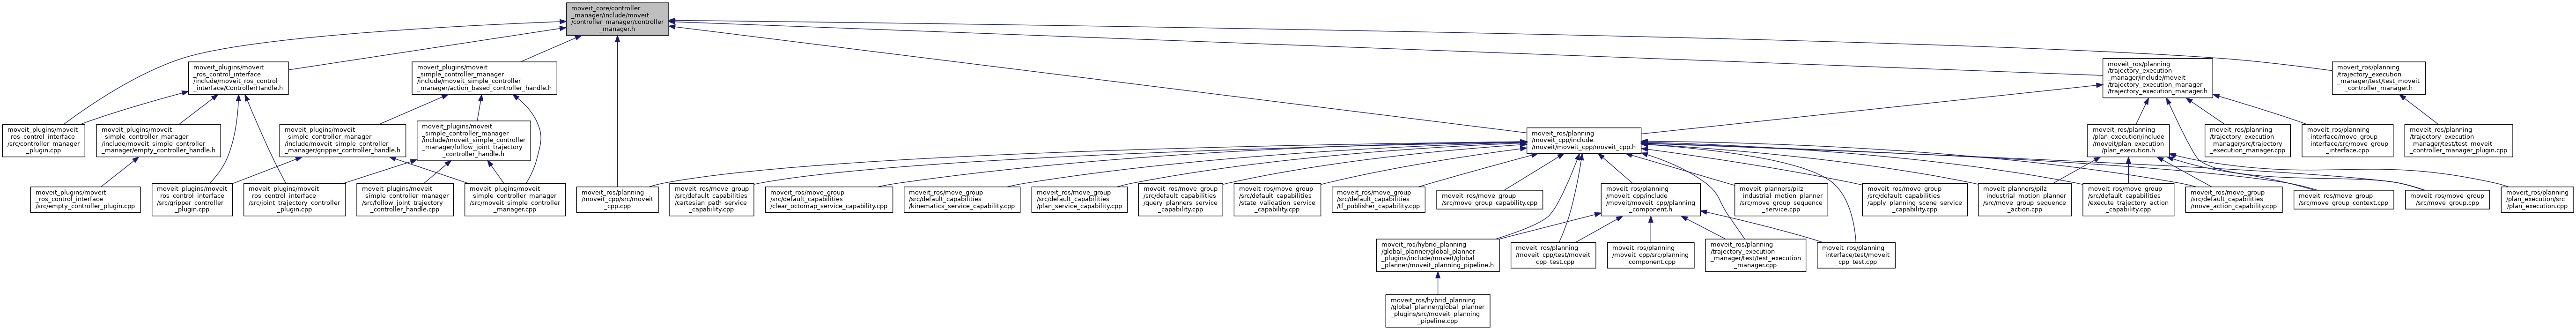 moveit_core/controller
_manager/include/moveit
/controller_manager/controller
_manager.h
moveit_plugins/moveit
_ros_control_interface
/include/moveit_ros_control
_interface/ControllerHandle.h
moveit_plugins/moveit
_simple_controller_manager
/include/moveit_simple_controller
_manager/action_based_controller_handle.h
moveit_ros/planning
/trajectory_execution
_manager/include/moveit
/trajectory_execution_manager
/trajectory_execution_manager.h
moveit_ros/planning
/trajectory_execution
_manager/test/test_moveit
_controller_manager.h
moveit_plugins/moveit
_ros_control_interface
/src/controller_manager
_plugin.cpp
moveit_plugins/moveit
_simple_controller_manager
/include/moveit_simple_controller
_manager/empty_controller_handle.h
moveit_plugins/moveit
_simple_controller_manager
/include/moveit_simple_controller
_manager/gripper_controller_handle.h
moveit_plugins/moveit
_simple_controller_manager
/include/moveit_simple_controller
_manager/follow_joint_trajectory
_controller_handle.h
moveit_ros/planning
/moveit_cpp/include
/moveit/moveit_cpp/moveit_cpp.h
moveit_ros/planning
/plan_execution/include
/moveit/plan_execution
/plan_execution.h
moveit_ros/planning
/trajectory_execution
_manager/src/trajectory
_execution_manager.cpp
moveit_ros/planning
_interface/move_group
_interface/src/move_group
_interface.cpp
moveit_ros/planning
/trajectory_execution
_manager/test/test_moveit
_controller_manager_plugin.cpp
moveit_plugins/moveit
_ros_control_interface
/src/empty_controller_plugin.cpp
moveit_plugins/moveit
_ros_control_interface
/src/gripper_controller
_plugin.cpp
moveit_plugins/moveit
_ros_control_interface
/src/joint_trajectory_controller
_plugin.cpp
moveit_plugins/moveit
_simple_controller_manager
/src/follow_joint_trajectory
_controller_handle.cpp
moveit_plugins/moveit
_simple_controller_manager
/src/moveit_simple_controller
_manager.cpp
moveit_ros/planning
/moveit_cpp/src/moveit
_cpp.cpp
moveit_ros/move_group
/src/default_capabilities
/cartesian_path_service
_capability.cpp
moveit_ros/move_group
/src/default_capabilities
/clear_octomap_service_capability.cpp
moveit_ros/move_group
/src/default_capabilities
/kinematics_service_capability.cpp
moveit_ros/move_group
/src/default_capabilities
/plan_service_capability.cpp
moveit_ros/move_group
/src/default_capabilities
/query_planners_service
_capability.cpp
moveit_ros/move_group
/src/default_capabilities
/state_validation_service
_capability.cpp
moveit_ros/move_group
/src/default_capabilities
/tf_publisher_capability.cpp
moveit_ros/move_group
/src/move_group_capability.cpp
moveit_ros/planning
/moveit_cpp/include
/moveit/moveit_cpp/planning
_component.h
moveit_planners/pilz
_industrial_motion_planner
/src/move_group_sequence
_service.cpp
moveit_ros/move_group
/src/default_capabilities
/apply_planning_scene_service
_capability.cpp
moveit_planners/pilz
_industrial_motion_planner
/src/move_group_sequence
_action.cpp
moveit_ros/move_group
/src/default_capabilities
/execute_trajectory_action
_capability.cpp
moveit_ros/move_group
/src/default_capabilities
/move_action_capability.cpp
moveit_ros/move_group
/src/move_group_context.cpp
moveit_ros/move_group
/src/move_group.cpp
moveit_ros/planning
/plan_execution/src
/plan_execution.cpp
moveit_ros/hybrid_planning
/global_planner/global_planner
_plugins/include/moveit/global
_planner/moveit_planning_pipeline.h
moveit_ros/planning
/moveit_cpp/test/moveit
_cpp_test.cpp
moveit_ros/planning
/moveit_cpp/src/planning
_component.cpp
moveit_ros/planning
/trajectory_execution
_manager/test/test_execution
_manager.cpp
moveit_ros/planning
_interface/test/moveit
_cpp_test.cpp
moveit_ros/hybrid_planning
/global_planner/global_planner
_plugins/src/moveit_planning
_pipeline.cpp